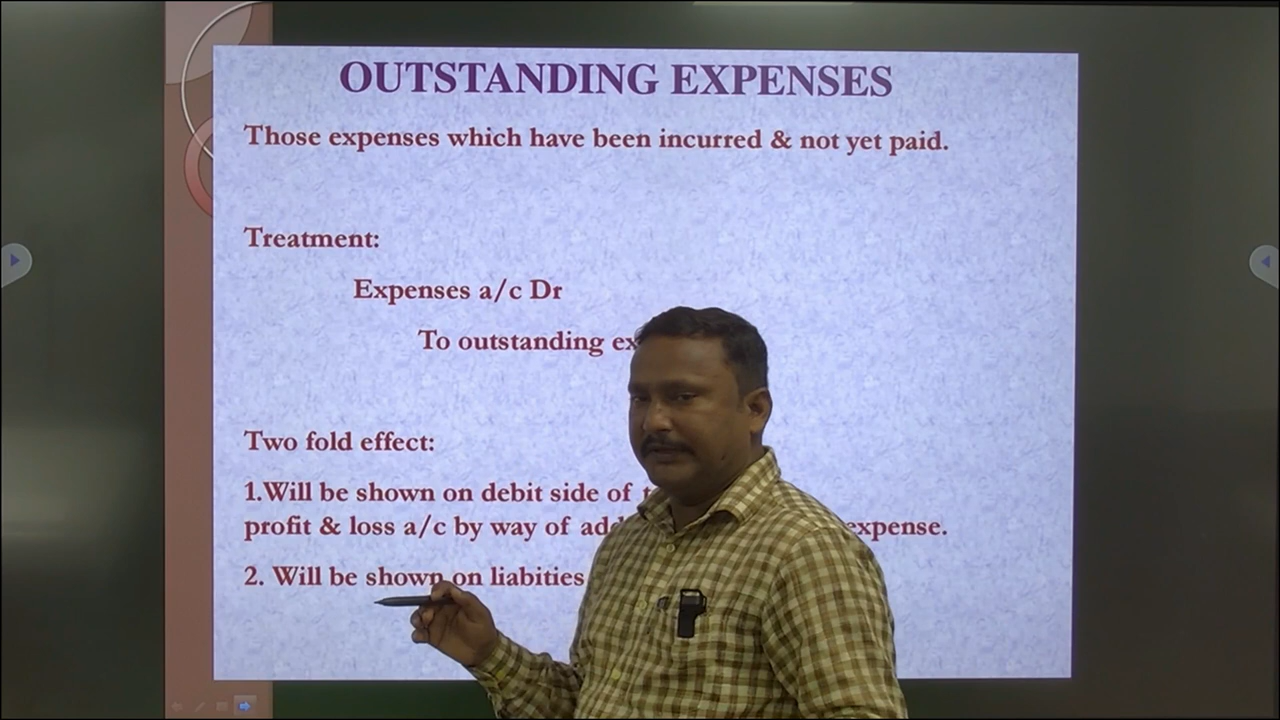 OUTSTANDING EXPENSES
Those expenses which have been incurred & not yet paid.
Treatment:
Expenses a/c Dr
To outstanding
Two fold effect:
1.Will be shown on debit side of
profit & loss a/c by way of expense.
2. Will be shown on liabities